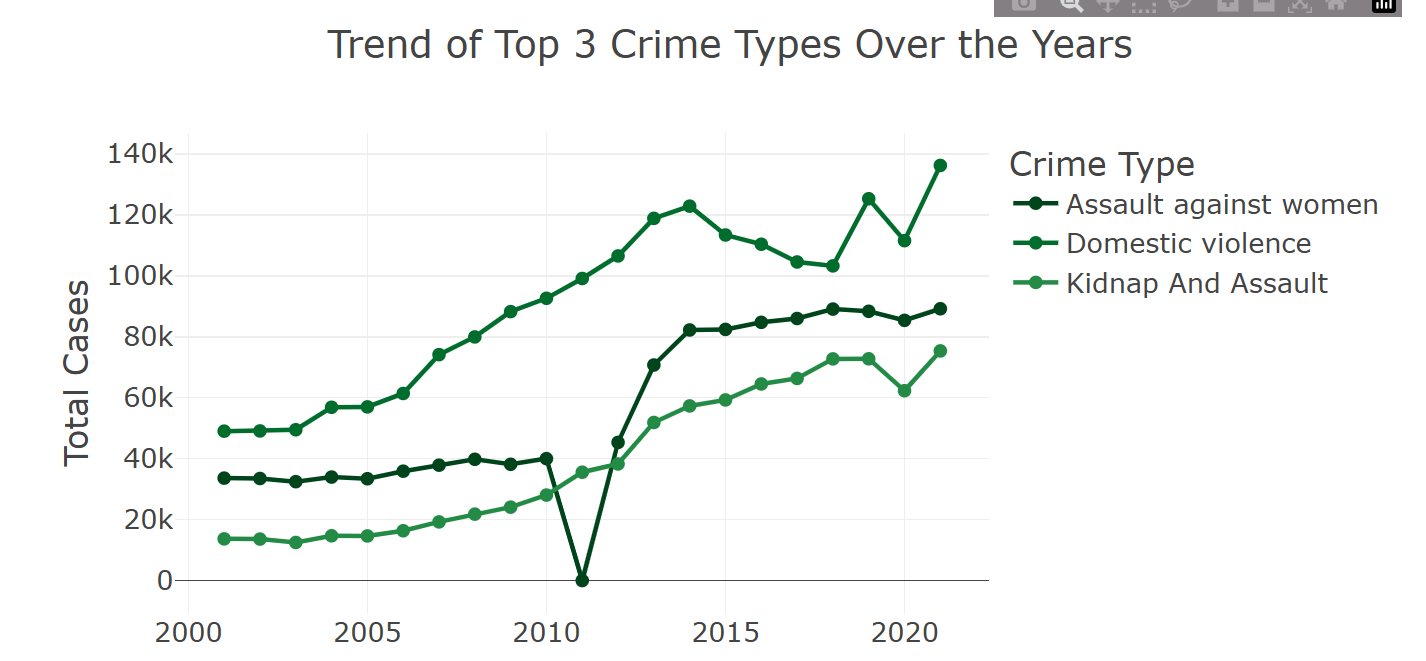 Trend of Top 3 Crime Types Over the Years
Total Cases
140k
120k
100k
80k
60k
40k
20k
0
2000 2005 2010 2015 2020
Crime Type
Assault against women
Domestic violence
Kidnap And Assault